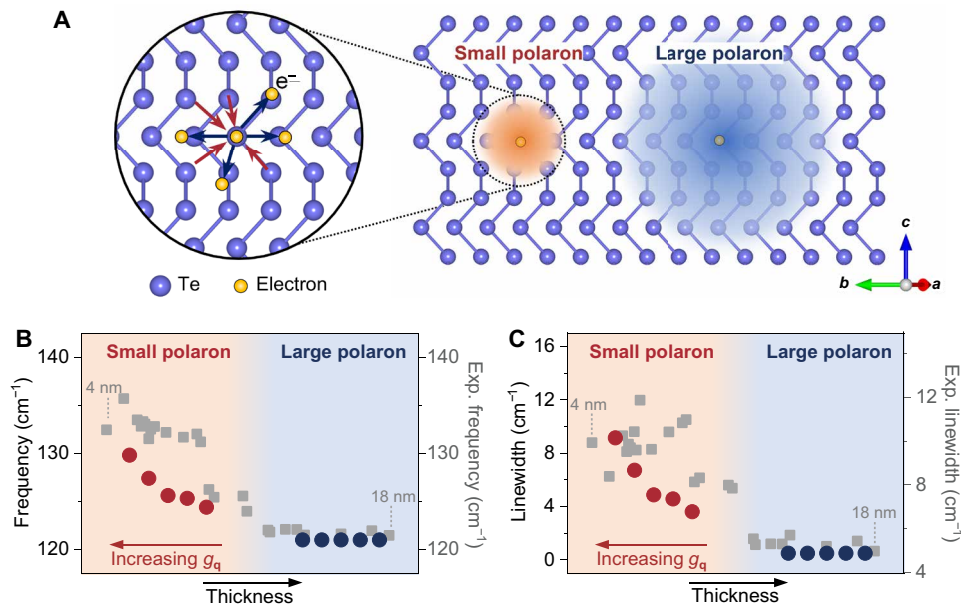 A
e⁻
Small polaron
Large polaron
Te
Electron
c
b
a
B
Small polaron
Large polaron
Frequency (cm⁻¹)
140
130
120
4 nm
18 nm
Increasing g_q
Thickness
140
130
120
Exp. frequency (cm⁻¹)
C
Small polaron
Large polaron
Linewidth (cm⁻¹)
16
12
8
4
0
4 nm
18 nm
Increasing g_q
Thickness
12
8
4
Exp. linewidth (cm⁻¹)